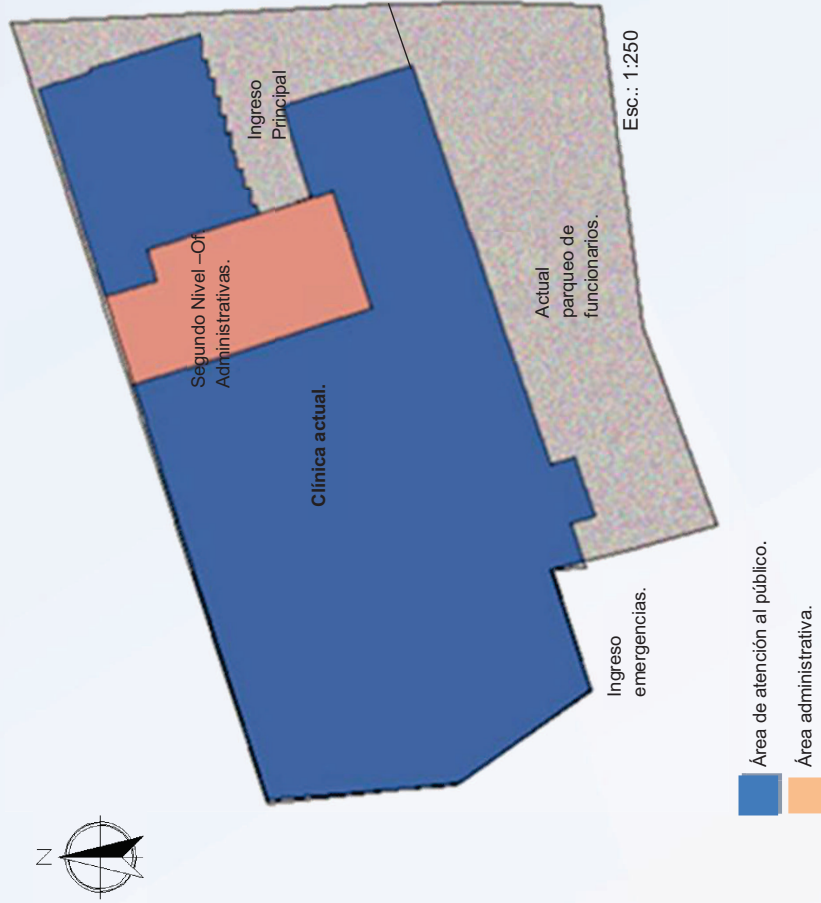 N
Ingreso
Principal
Esc.: 1:250
Segundo Nivel –Of.
Administrativas.
Actual
parqueo de
funcionarios.
Clínica actual.
Ingreso
emergencias.
Área de atención al público.
Área administrativa.